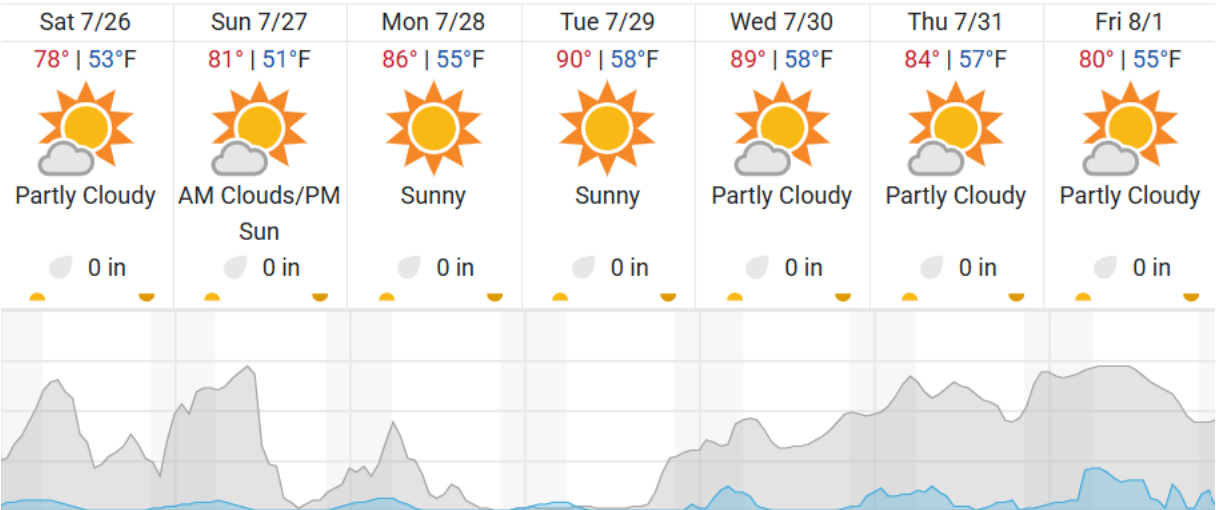 Sat 7/26 Sun 7/27 Mon 7/28 Tue 7/29 Wed 7/30 Thu 7/31 Fri 8/1
78° | 53°F 81° | 51°F 86° | 55°F 90° | 58°F 89° | 58°F 84° | 57°F 80° | 55°F
Partly Cloudy AM Clouds/PM Sunny Sunny Partly Cloudy Partly Cloudy Partly Cloudy
Sun
0 in 0 in 0 in 0 in 0 in 0 in 0 in